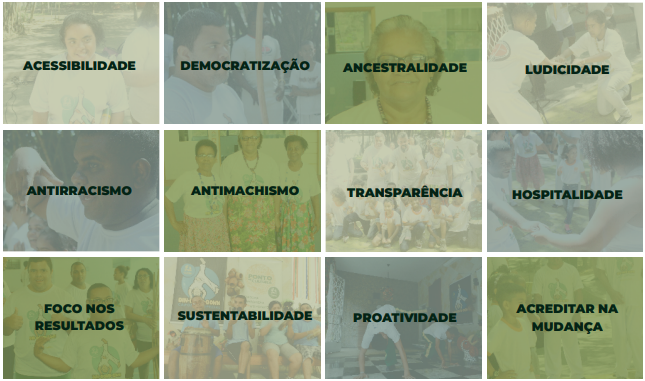 ACESSIBILIDADE
DEMOCRATIZAÇÃO
ANCESTRALIDADE
LUDICIDADE
ANTIRRACISMO
ANTIMACHISMO
TRANSPARÊNCIA
HOSPITALIDADE
FOCO NOS
RESULTADOS
SUSTENTABILIDADE
PROATIVIDADE
ACREDITAR NA
MUDANÇA